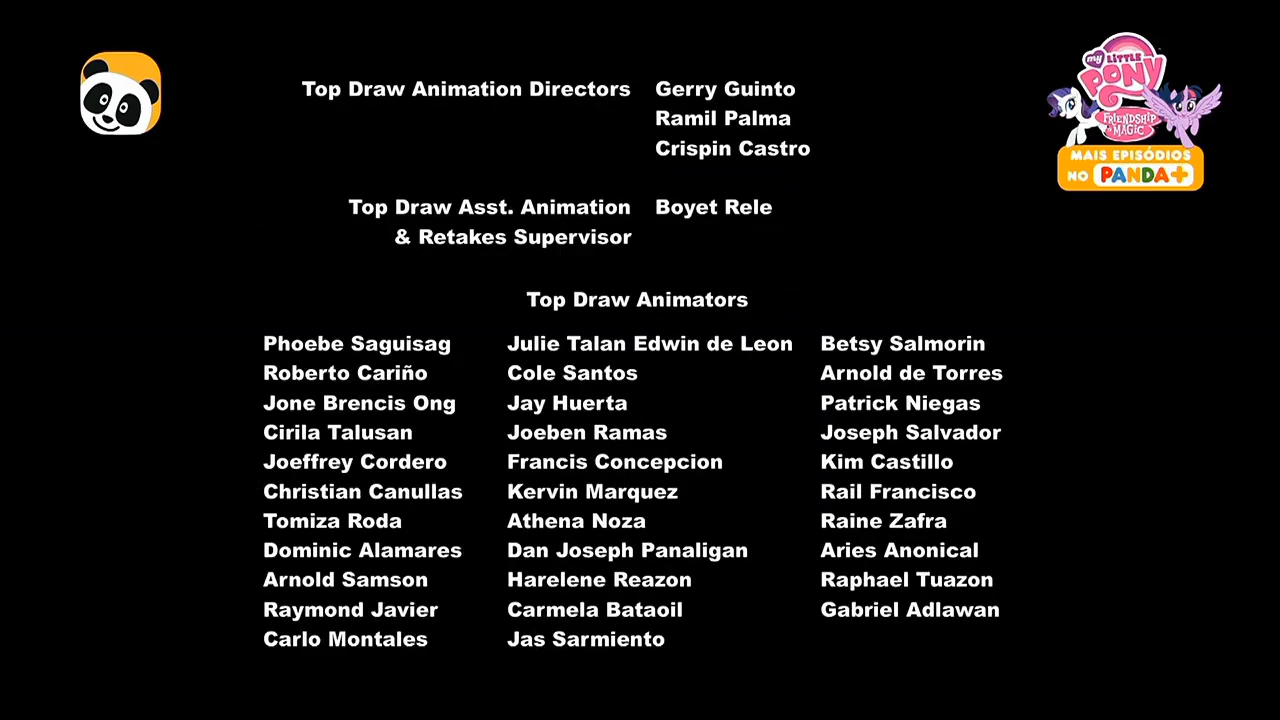 Top Draw Animation Directors Gerry Guinto
Ramil Palma
Crispin Castro
MY LITTLE
PONY
FRIENDSHIP
IS MAGIC
MAIS EPISÓDIOS
NO PANDA+
Top Draw Asst. Animation Boyet Rele
& Retakes Supervisor
Top Draw Animators
Phoebe Saguisag Julie Talan Edwin de Leon Betsy Salmorin
Roberto Cariño Cole Santos Arnold de Torres
Jone Brencis Ong Jay Huerta Patrick Niegas
Cirila Talusan Joeben Ramas Joseph Salvador
Joeffrey Cordero Francis Concepcion Kim Castillo
Christian Canullas Kervin Marquez Rail Francisco
Tomiza Roda Athena Noza Raine Zafra
Dominic Alamares Dan Joseph Panaligan Aries Anonical
Arnold Samson Harelene Reazon Raphael Tuazon
Raymond Javier Carmela Bataoil Gabriel Adlawan
Carlo Montales Jas Sarmiento